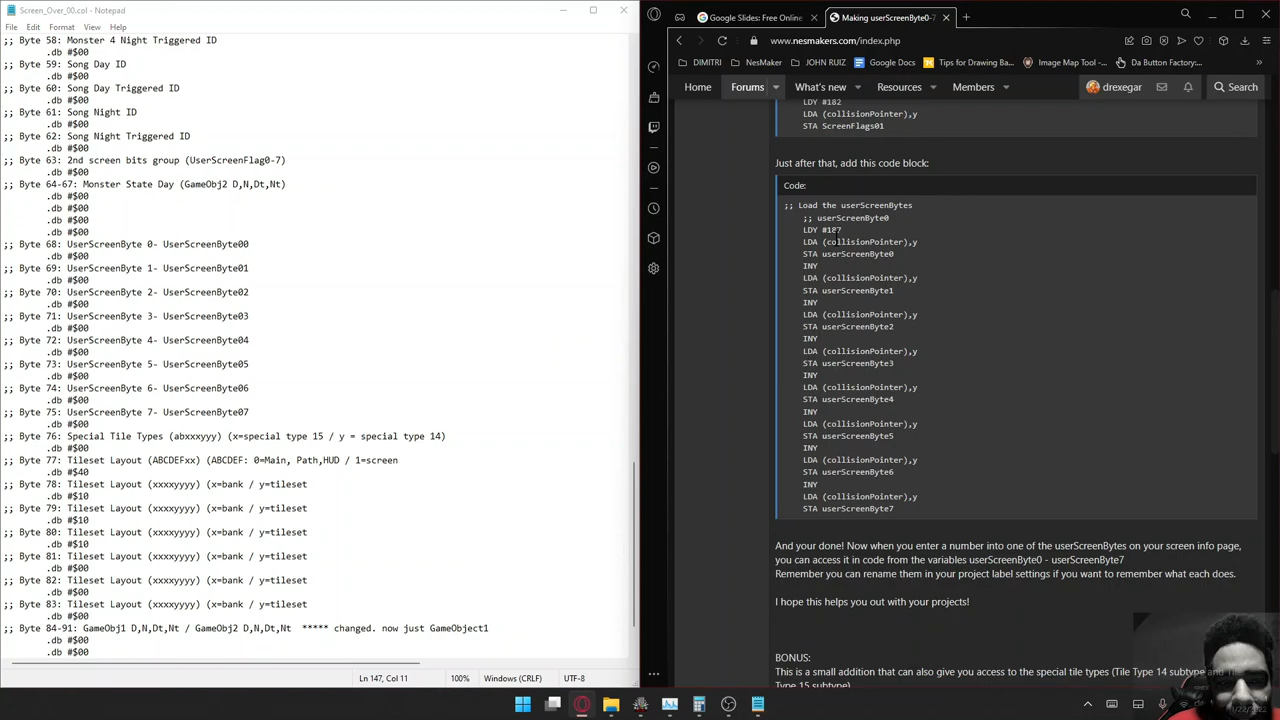 Screen_Over_00.col - Notepad
File Edit Format View Help
;; Byte 58: Monster 4 Night Triggered ID
.db #$00
;; Byte 59: Song Day ID
.db #$00
;; Byte 60: Song Day Triggered ID
.db #$00
;; Byte 61: Song Night ID
.db #$00
;; Byte 62: Song Night Triggered ID
.db #$00
;; Byte 63: 2nd screen bits group (UserScreenFlag0-7)
.db #$00
;; Byte 64-67: Monster State Day (GameObj2 D,N,Dt,Nt)
.db #$00
.db #$00
.db #$00
.db #$00
;; Byte 68: UserScreenByte 0- UserScreenByte00
.db #$00
;; Byte 69: UserScreenByte 1- UserScreenByte01
.db #$00
;; Byte 70: UserScreenByte 2- UserScreenByte02
.db #$00
;; Byte 71: UserScreenByte 3- UserScreenByte03
.db #$00
;; Byte 72: UserScreenByte 4- UserScreenByte04
.db #$00
;; Byte 73: UserScreenByte 5- UserScreenByte05
.db #$00
;; Byte 74: UserScreenByte 6- UserScreenByte06
.db #$00
;; Byte 75: UserScreenByte 7- UserScreenByte07
.db #$00
;; Byte 76: Special Tile Types (abxxxyyy) (x=special type 15 / y = special type 14)
.db #$00
;; Byte 77: Tileset Layout (ABCDEFxx) (ABCDEF: 0=Main, Path,HUD / 1=screen
.db #$40
;; Byte 78: Tileset Layout (xxxxyyyy) (x=bank / y=tileset
.db #$10
;; Byte 79: Tileset Layout (xxxxyyyy) (x=bank / y=tileset
.db #$10
;; Byte 80: Tileset Layout (xxxxyyyy) (x=bank / y=tileset
.db #$10
;; Byte 81: Tileset Layout (xxxxyyyy) (x=bank / y=tileset
.db #$00
;; Byte 82: Tileset Layout (xxxxyyyy) (x=bank / y=tileset
.db #$00
;; Byte 83: Tileset Layout (xxxxyyyy) (x=bank / y=tileset
.db #$00
;; Byte 84-91: GameObj1 D,N,Dt,Nt / GameObj2 D,N,Dt,Nt ***** changed. now just GameObject1
.db #$00
.db #$00
Ln 147, Col 11 100% Windows (CRLF) UTF-8
Google Slides: Free Online Making userScreenByte0-7
www.nesmakers.com/index.php
DIMITRI NesMaker JOHN RUIZ Google Docs Tips for Drawing Ba... Image Map Tool -... Da Button Factory...
Home Forums What's new Resources Members drexegar Search
LDY #182
LDA (collisionPointer),y
STA ScreenFlags01
Just after that, add this code block:
Code:
;; Load the userScreenBytes
;; userScreenByte0
LDY #187
LDA (collisionPointer),y
STA userScreenByte0
INY
LDA (collisionPointer),y
STA userScreenByte1
INY
LDA (collisionPointer),y
STA userScreenByte2
INY
LDA (collisionPointer),y
STA userScreenByte3
INY
LDA (collisionPointer),y
STA userScreenByte4
INY
LDA (collisionPointer),y
STA userScreenByte5
INY
LDA (collisionPointer),y
STA userScreenByte6
INY
LDA (collisionPointer),y
STA userScreenByte7
And your done! Now when you enter a number into one of the userScreenBytes on your screen info page,
you can access it in code from the variables userScreenByte0 - userScreenByte7
Remember you can rename them in your project label settings if you want to remember what each does.
I hope this helps you out with your projects!
BONUS:
This is a small addition that can also give you access to the special tile types (Tile Type 14 subtype and Tile
Type 15 subtype)